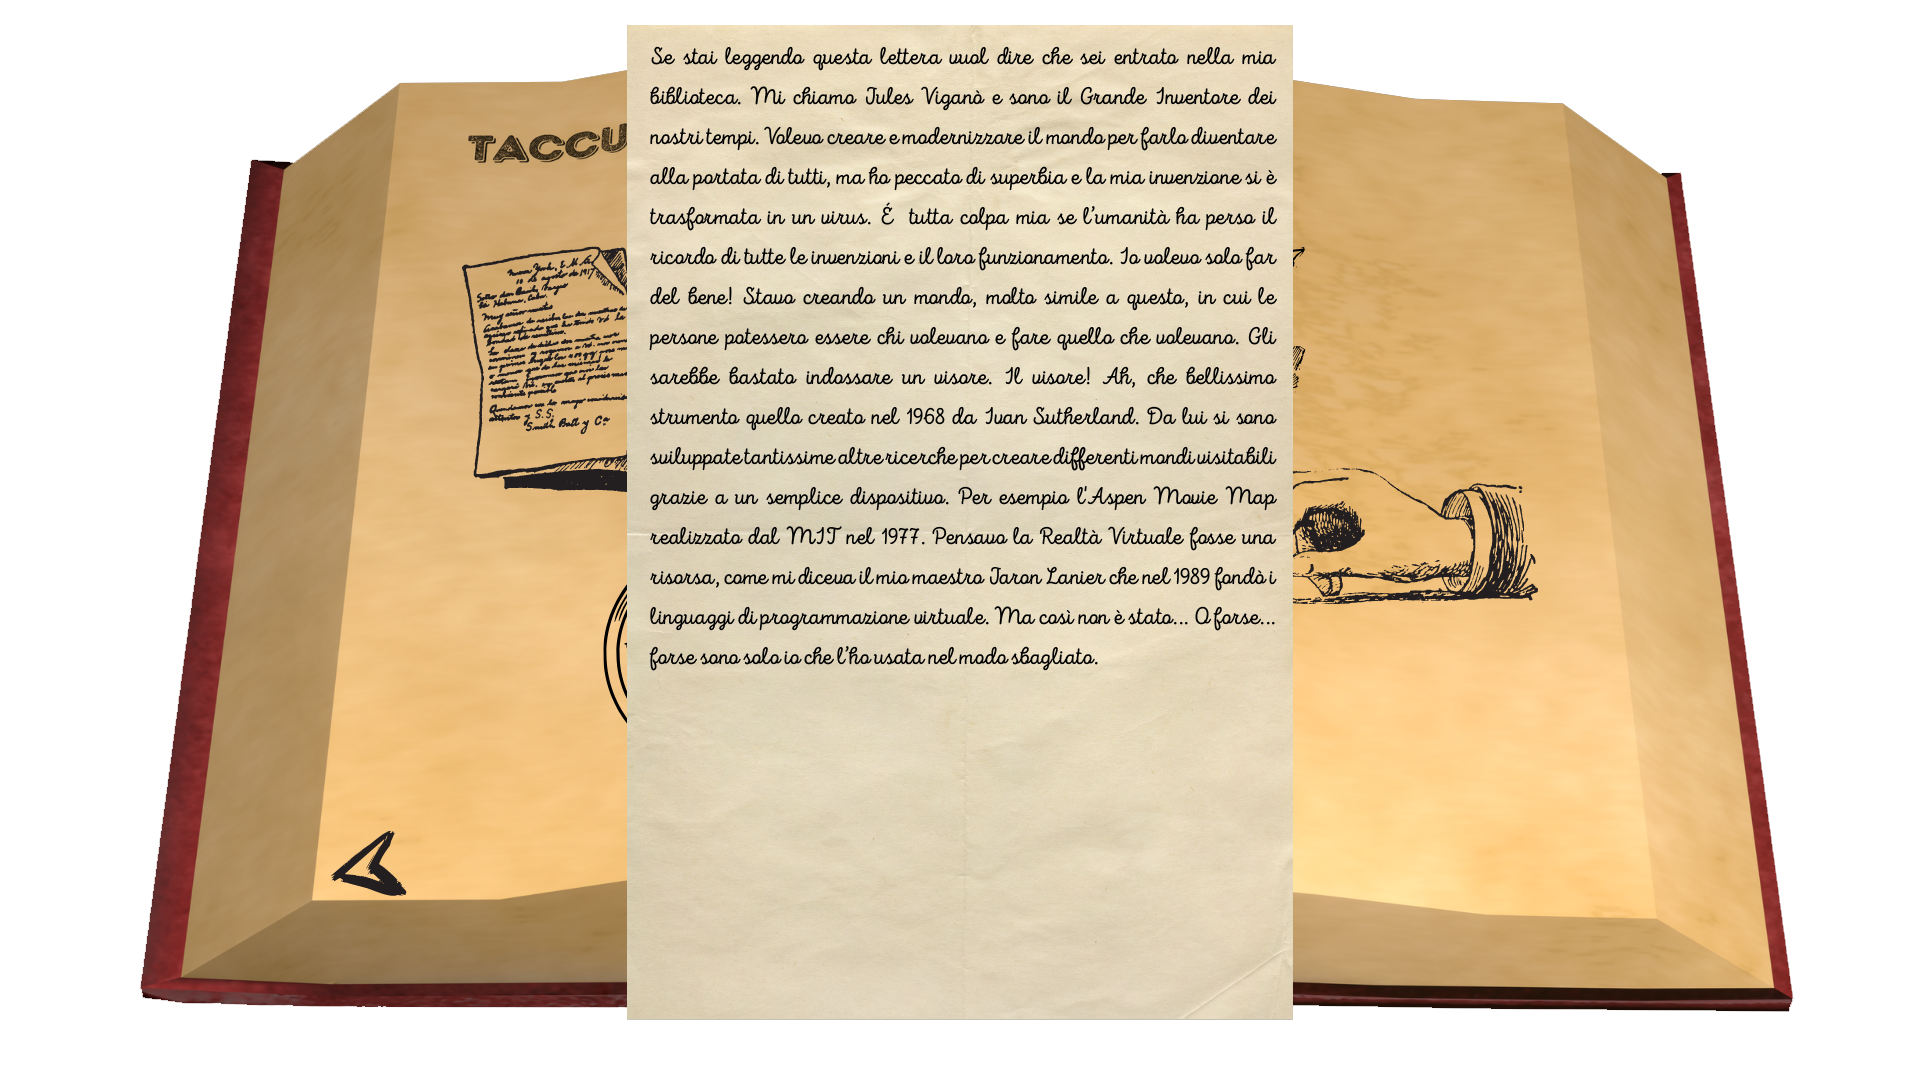 Se stai leggendo questa lettera vuol dire che sei entrato nella mia
biblioteca. Mi chiamo Jules Viganò e sono il Grande Inventore dei
nostri tempi. Volevo creare e modernizzare il mondo per farlo diventare
alla portata di tutti, ma ho peccato di superbia e la mia invenzione si è
trasformata in un virus. É tutta colpa mia se l'umanità ha perso il
ricordo di tutte le invenzioni e il loro funzionamento. Io volevo solo far
del bene! Stavo creando un mondo, molto simile a questo, in cui le
persone potessero essere chi volevano e fare quello che volevano. Gli
sarebbe bastato indossare un visore. Il visore! Ah, che bellissimo
strumento quello creato nel 1968 da Ivan Sutherland. Da lui si sono
sviluppate tantissime altre ricerche per creare differenti mondi visitabili
grazie a un semplice dispositivo. Per esempio l'Aspen Movie Map
realizzato dal MIT nel 1977. Pensavo la Realtà Virtuale fosse una
risorsa, come mi diceva il mio maestro Jaron Lanier che nel 1989 fondò i
linguaggi di programmazione virtuale. Ma così non è stato... O forse...
forse sono solo io che l'ho usata nel modo sbagliato.
TACCU
Smith Ball y Cª